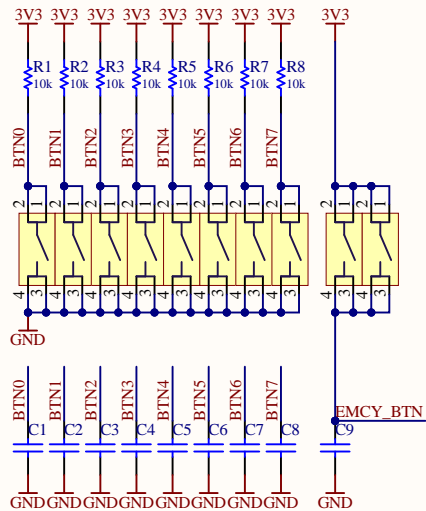 3V3 3V3 3V3 3V3 3V3 3V3 3V3 3V3 3V3
R1 R2 R3 R4 R5 R6 R7 R8
10k 10k 10k 10k 10k 10k 10k 10k
BTN0 BTN1 BTN2 BTN3 BTN4 BTN5 BTN6 BTN7
2 1 2 1 2 1 2 1 2 1 2 1 2 1 2 1 2 1 2 1
4 3 4 3 4 3 4 3 4 3 4 3 4 3 4 3 4 3 4 3
GND
BTN0 BTN1 BTN2 BTN3 BTN4 BTN5 BTN6 BTN7 EMCY_BTN
C1 C2 C3 C4 C5 C6 C7 C8 C9
GND GND GND GND GND GND GND GND GND